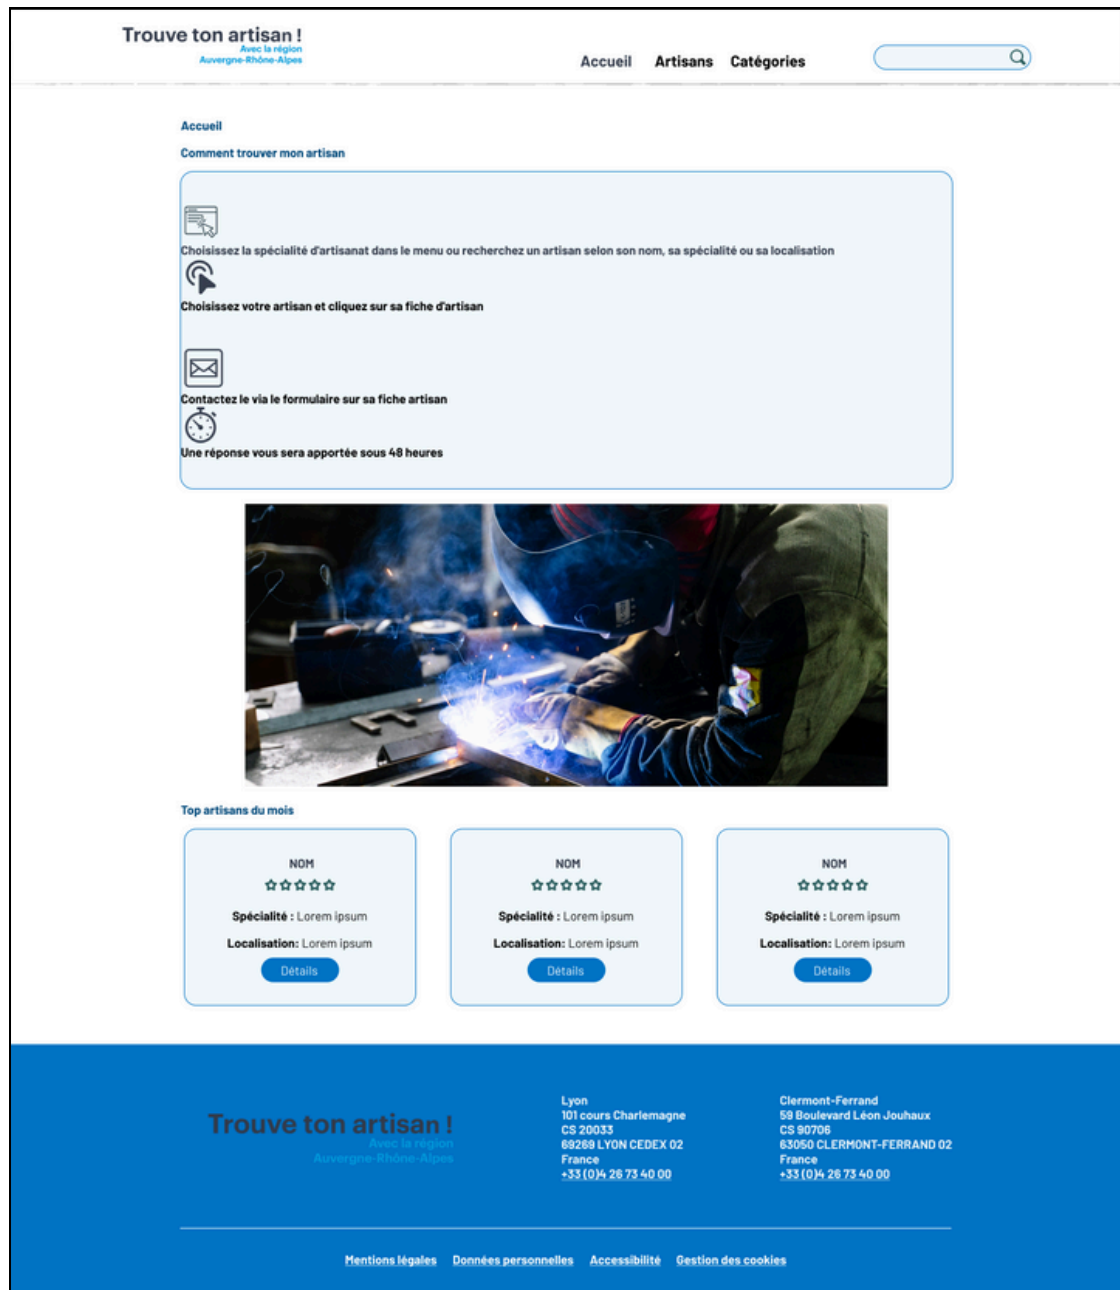 Trouve ton artisan !
Avec la région
Auvergne-Rhône-Alpes
Accueil Artisans Catégories
Accueil
Comment trouver mon artisan
Choisissez la spécialité d'artisanat dans le menu ou recherchez un artisan selon son nom, sa spécialité ou sa localisation
Choisissez votre artisan et cliquez sur sa fiche d'artisan
Contactez le via le formulaire sur sa fiche artisan
Une réponse vous sera apportée sous 48 heures
Top artisans du mois
NOM
Spécialité : Lorem ipsum
Localisation: Lorem ipsum
Détails
NOM
Spécialité : Lorem ipsum
Localisation: Lorem ipsum
Détails
NOM
Spécialité : Lorem ipsum
Localisation: Lorem ipsum
Détails
Trouve ton artisan !
Avec la région
Auvergne-Rhône-Alpes
Lyon
101 cours Charlemagne
CS 20033
69269 LYON CEDEX 02
France
+33 (0)4 26 73 40 00
Clermont-Ferrand
59 Boulevard Léon Jouhaux
CS 90706
63050 CLERMONT-FERRAND 02
France
+33 (0)4 26 73 40 00
Mentions légales Données personnelles Accessibilité Gestion des cookies